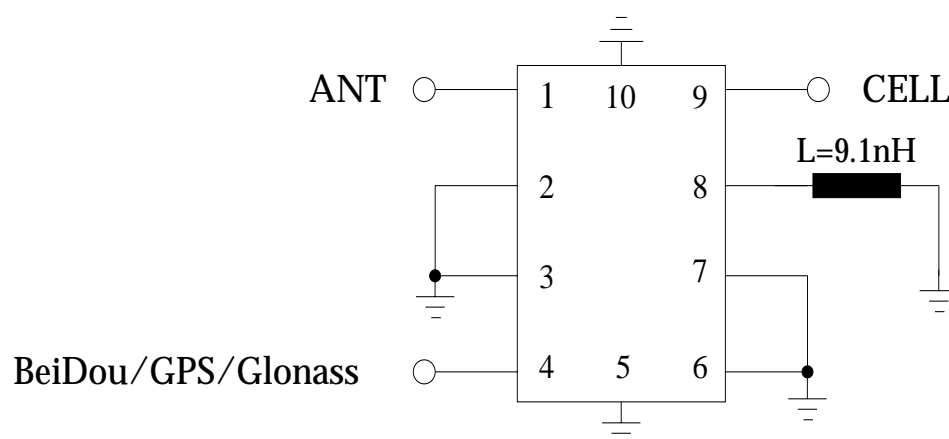 ANT 1 10 9 CELL
L=9.1nH
2 8
3 7
BeiDou/GPS/Glonass 4 5 6